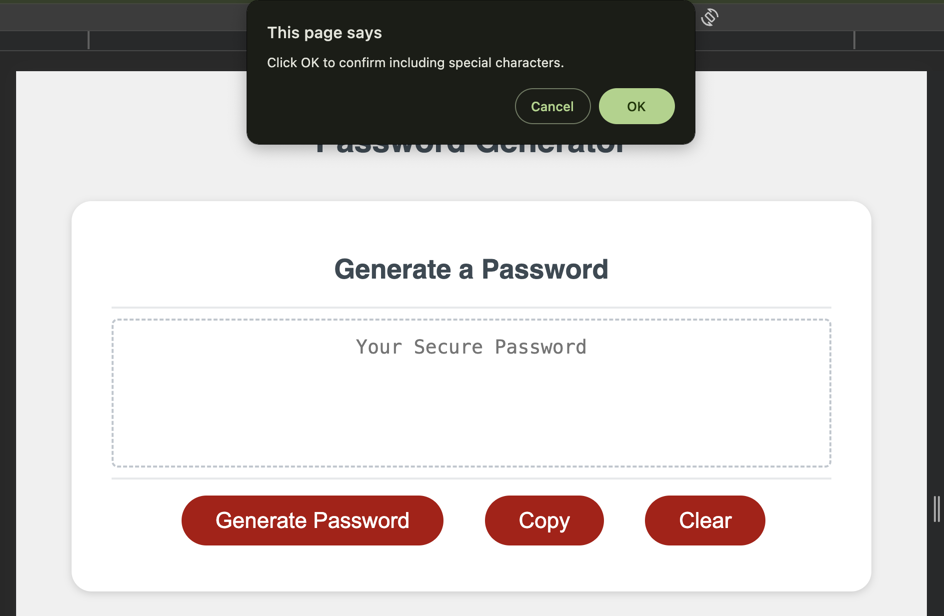 This page says
Click OK to confirm including special characters.
Cancel
OK
Password Generator
Generate a Password
Your Secure Password
Generate Password
Copy
Clear